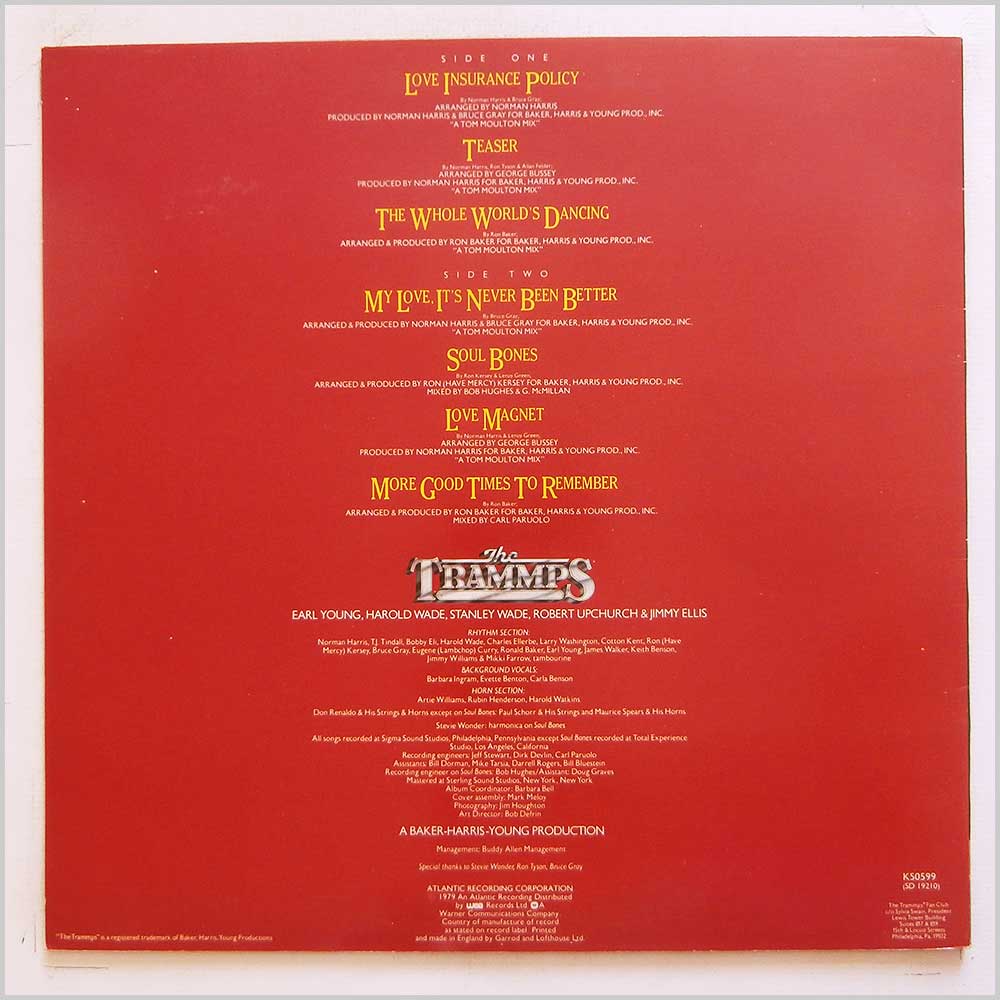 SIDE ONE
LOVE INSURANCE POLICY
By Norman Harris & Bruce Gray;
ARRANGED BY NORMAN HARRIS
PRODUCED BY NORMAN HARRIS & BRUCE GRAY FOR BAKER, HARRIS & YOUNG PROD., INC.
"A TOM MOULTON MIX"
TEASER
By Norman Harris, Ron Tyson & Allan Felder;
ARRANGED BY GEORGE BUSSEY
PRODUCED BY NORMAN HARRIS FOR BAKER, HARRIS & YOUNG PROD., INC.
"A TOM MOULTON MIX"
THE WHOLE WORLD'S DANCING
By Ron Baker;
ARRANGED & PRODUCED BY RON BAKER FOR BAKER, HARRIS & YOUNG PROD., INC.
"A TOM MOULTON MIX"
SIDE TWO
MY LOVE, IT'S NEVER BEEN BETTER
By Bruce Gray;
ARRANGED & PRODUCED BY NORMAN HARRIS & BRUCE GRAY FOR BAKER, HARRIS & YOUNG PROD., INC.
"A TOM MOULTON MIX"
SOUL BONES
By Ron Kersey & Leroy Green;
ARRANGED & PRODUCED BY RON (HAVE MERCY) KERSEY FOR BAKER, HARRIS & YOUNG PROD., INC.
MIXED BY BOB HUGHES & G. McMILLAN
LOVE MAGNET
By Norman Harris & Leroy Green;
ARRANGED BY GEORGE BUSSEY
PRODUCED BY NORMAN HARRIS FOR BAKER, HARRIS & YOUNG PROD., INC.
"A TOM MOULTON MIX"
MORE GOOD TIMES TO REMEMBER
By Ron Baker;
ARRANGED & PRODUCED BY RON BAKER FOR BAKER, HARRIS & YOUNG PROD., INC.
MIXED BY CARL PARUOLO
The
TRAMMPS
EARL YOUNG, HAROLD WADE, STANLEY WADE, ROBERT UPCHURCH & JIMMY ELLIS
RHYTHM SECTION:
Norman Harris, T.J. Tindall, Bobby Eli, Harold Wade, Charles Ellerbe, Larry Washington, Cotton Kent, Ron (Have
Mercy) Kersey, Bruce Gray, Eugene (Lambchop) Curry, Ronald Baker, Earl Young, James Walker, Keith Benson,
Jimmy Williams & Mikki Farrow, tambourine
BACKGROUND VOCALS:
Barbara Ingram, Evette Benton, Carla Benson
HORN SECTION:
Artie Williams, Rubin Henderson, Harold Watkins
Don Renaldo & His Strings & Horns except on Soul Bones: Paul Schorr & His Strings and Maurice Spears & His Horns
Stevie Wonder: harmonica on Soul Bones
All songs recorded at Sigma Sound Studios, Philadelphia, Pennsylvania except Soul Bones recorded at Total Experience
Studio, Los Angeles, California
Recording engineers: Jeff Stewart, Dirk Devlin, Carl Paruolo
Assistants: Bill Dorman, Mike Tarsia, Darrell Rogers, Bill Bluestein
Recording engineer on Soul Bones: Bob Hughes/Assistant: Doug Graves
Mastered at Sterling Sound Studios, New York, New York
Album Coordinator: Barbara Bell
Cover assembly: Mark Meloy
Photography: Jim Houghton
Art Director: Bob Defrin
A BAKER-HARRIS-YOUNG PRODUCTION
Management: Buddy Allen Management
Special thanks to Stevie Wonder, Ron Tyson, Bruce Gray
ATLANTIC RECORDING CORPORATION
1979 An Atlantic Recording Distributed
by wea Records Ltd. A
Warner Communications Company
Country of manufacture of record
as stated on record label Printed
and made in England by Garrod and Lofthouse Ltd.
"The Trammps" is a registered trademark of Baker, Harris, Young Productions
K50599
(SD 19210)
The Trammps' Fan Club
c/o Sylvia Swain, President
Lewis Tower Building
Suites 857 & 859
15th & Locust Streets
Philadelphia, Pa. 19102